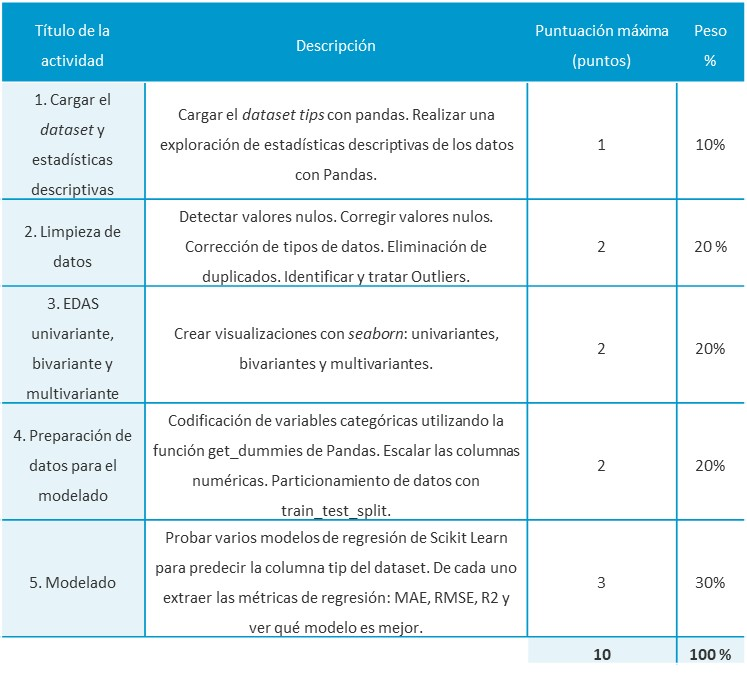 Título de la
actividad
Descripción
Puntuación máxima
(puntos)
Peso
%
1. Cargar el
dataset y
estadísticas
descriptivas
Cargar el dataset tips con pandas. Realizar una
exploración de estadísticas descriptivas de los datos
con Pandas.
1
10%
2. Limpieza de
datos
Detectar valores nulos. Corregir valores nulos.
Corrección de tipos de datos. Eliminación de
duplicados. Identificar y tratar Outliers.
2
20 %
3. EDAS
univariante,
bivariante y
multivariante
Crear visualizaciones con seaborn: univariantes,
bivariantes y multivariantes.
2
20%
4. Preparación de
datos para el
modelado
Codificación de variables categóricas utilizando la
función get_dummies de Pandas. Escalar las columnas
numéricas. Particionamiento de datos con
train_test_split.
2
20%
5. Modelado
Probar varios modelos de regresión de Scikit Learn
para predecir la columna tip del dataset. De cada uno
extraer las métricas de regresión: MAE, RMSE, R2 y
ver qué modelo es mejor.
3
30%
10
100 %